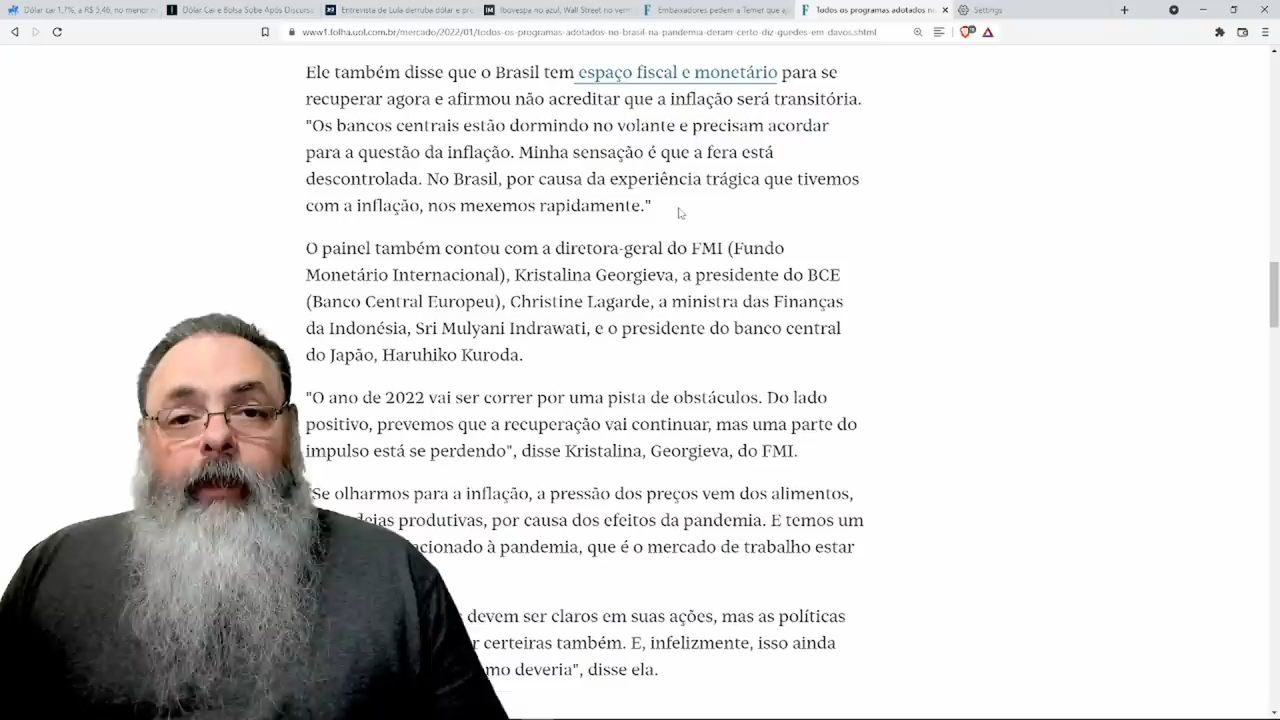 Dólar cai 1,7%, a R$ 5,46, no menor n
Dólar Cai e Bolsa Sobe Após Discurso
Entrevista de Lula derruba dólar e pr
Ibovespa no azul, Wall Street no verm
Embaixadores pedem a Temer que a
Todos os programas adotados no
Settings
www1.folha.uol.com.br/mercado/2022/01/todos-os-programas-adotados-no-brasil-na-pandemia-deram-certo-diz-guedes-em-davos.shtml
Ele também disse que o Brasil tem espaço fiscal e monetário para se
recuperar agora e afirmou não acreditar que a inflação será transitória.
"Os bancos centrais estão dormindo no volante e precisam acordar
para a questão da inflação. Minha sensação é que a fera está
descontrolada. No Brasil, por causa da experiência trágica que tivemos
com a inflação, nos mexemos rapidamente."
O painel também contou com a diretora-geral do FMI (Fundo
Monetário Internacional), Kristalina Georgieva, a presidente do BCE
(Banco Central Europeu), Christine Lagarde, a ministra das Finanças
da Indonésia, Sri Mulyani Indrawati, e o presidente do banco central
do Japão, Haruhiko Kuroda.
"O ano de 2022 vai ser correr por uma pista de obstáculos. Do lado
positivo, prevemos que a recuperação vai continuar, mas uma parte do
impulso está se perdendo", disse Kristalina, Georgieva, do FMI.
"Se olharmos para a inflação, a pressão dos preços vem dos alimentos,
deias produtivas, por causa dos efeitos da pandemia. E temos um
acionado à pandemia, que é o mercado de trabalho estar
devem ser claros em suas ações, mas as políticas
r certeiras também. E, infelizmente, isso ainda
mo deveria", disse ela.